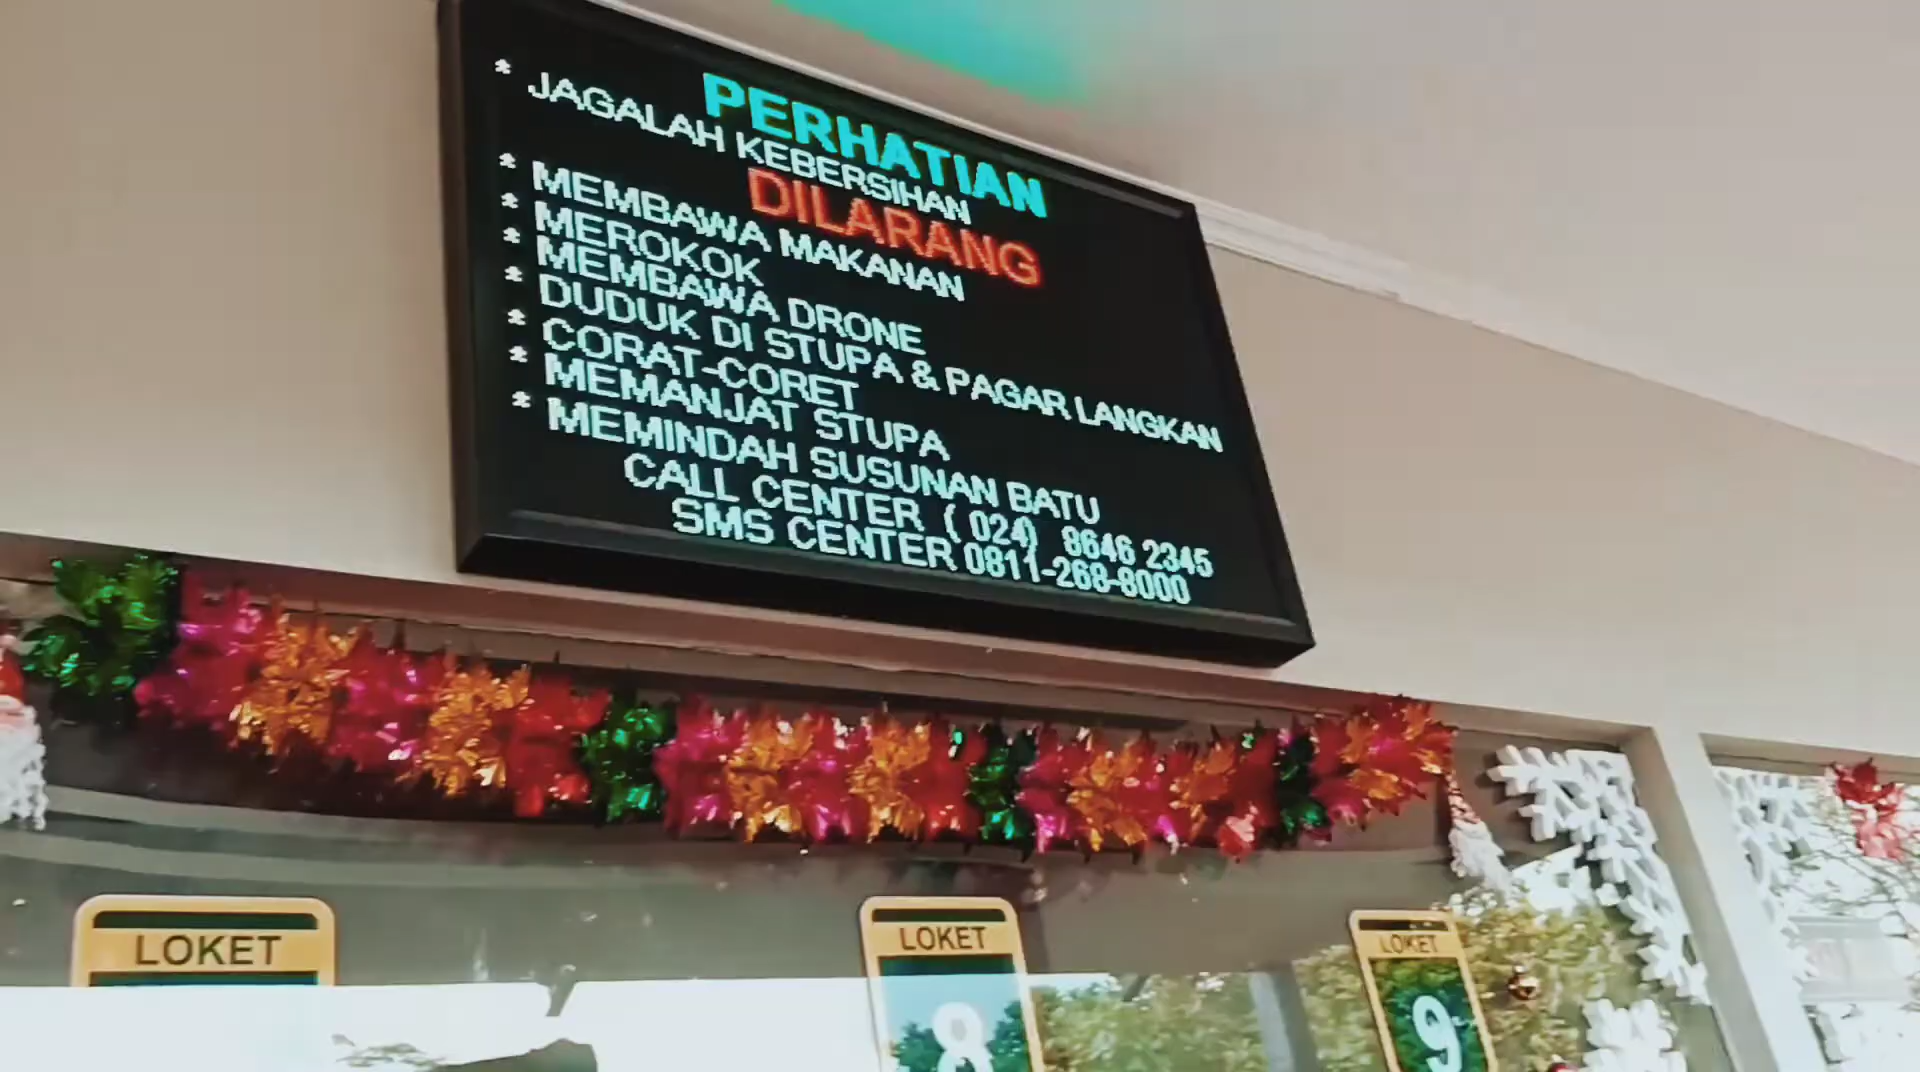 PERHATIAN
* JAGALAH KEBERSIHAN
DILARANG
* MEMBAWA MAKANAN
* MEROKOK
* MEMBAWA DRONE
* DUDUK DI STUPA & PAGAR LANGKAN
* CORAT-CORET
* MEMANJAT STUPA
* MEMINDAH SUSUNAN BATU
CALL CENTER (024) 8646 2345
SMS CENTER 0811-268-8000
LOKET
LOKET
8
LOKET
9